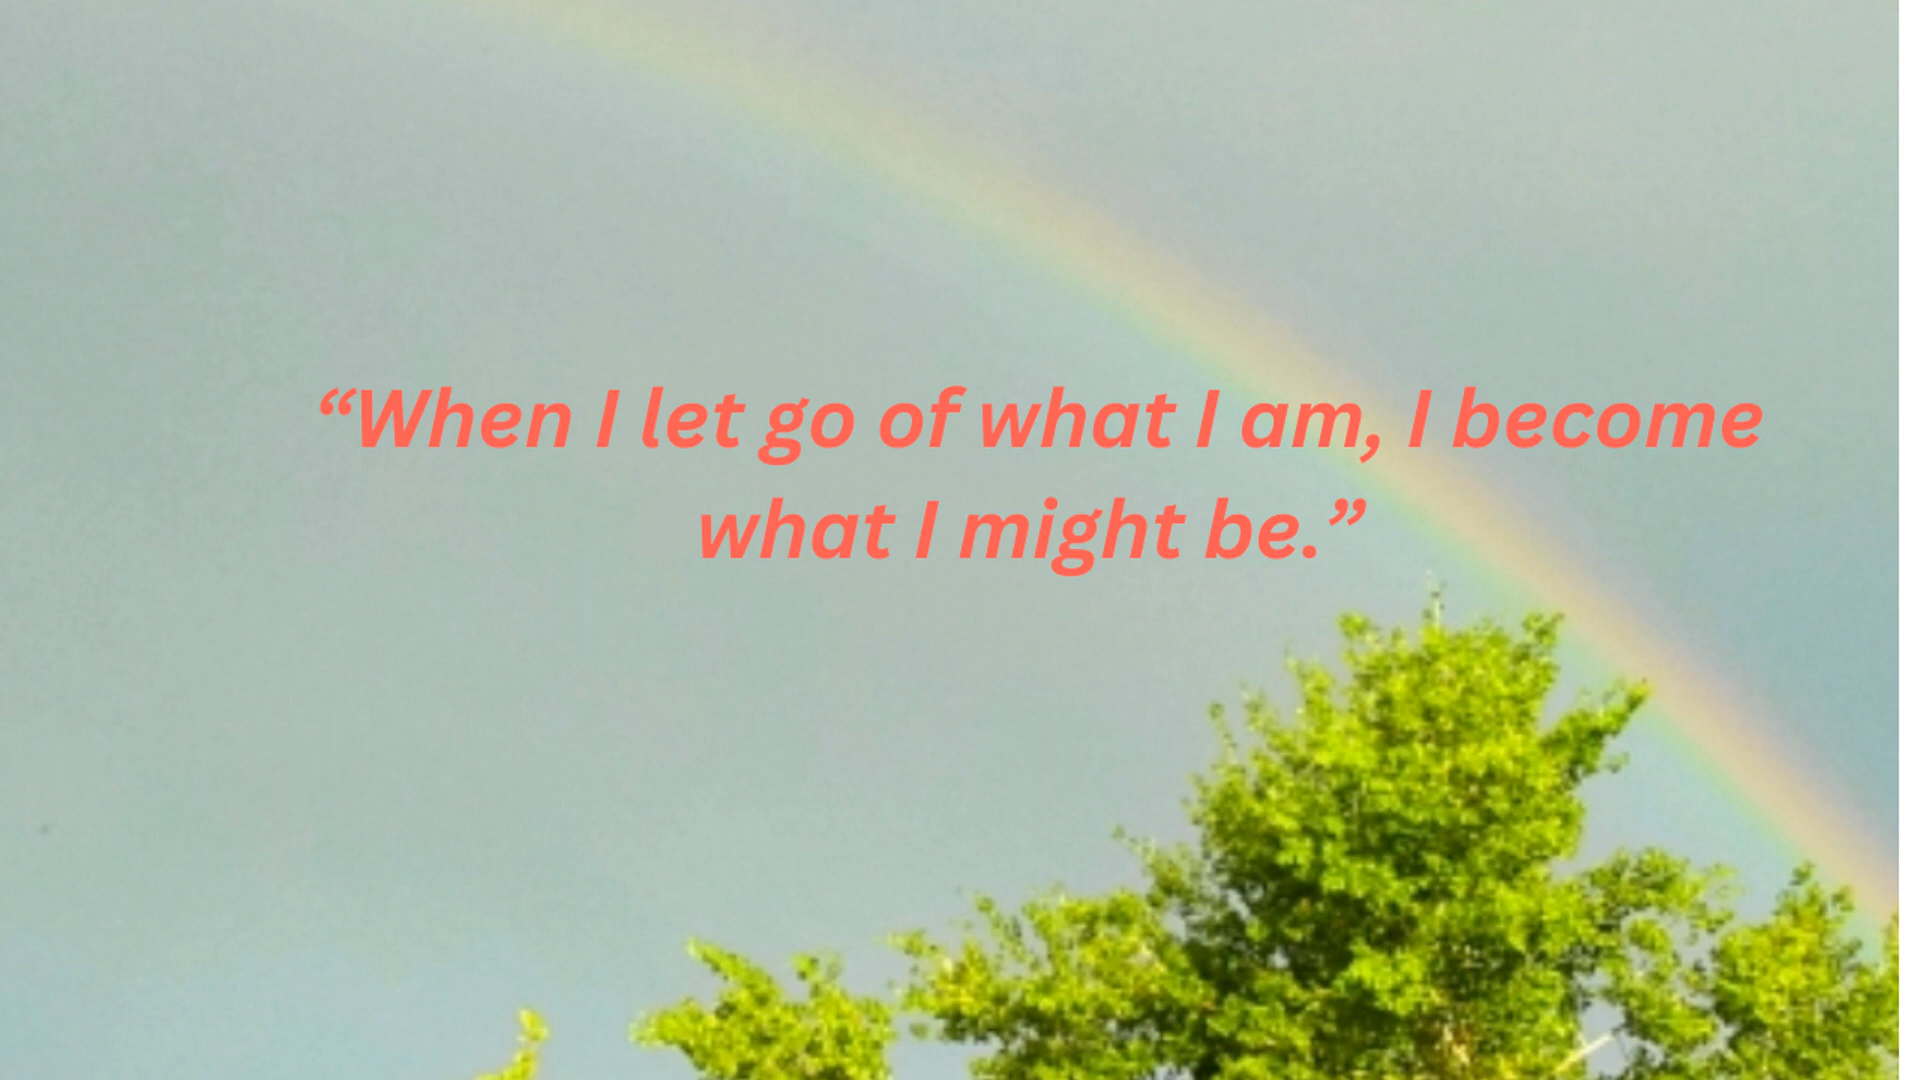 “When I let go of what I am, I become
what I might be.”